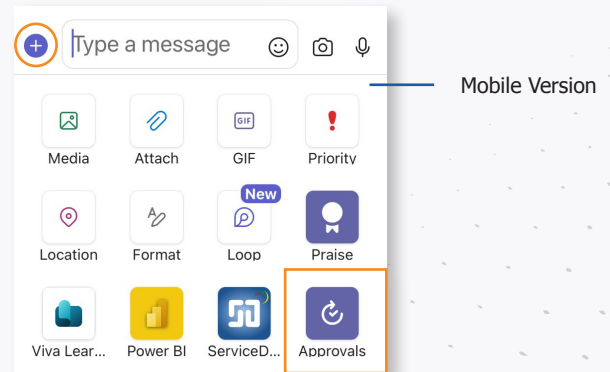 Type a message
Mobile Version
GIF
Media Attach GIF Priority
New
Location Format Loop Praise
Viva Lear... Power BI ServiceD... Approvals